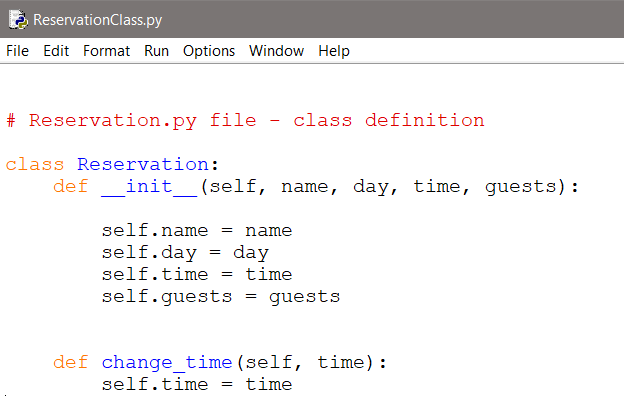 ReservationClass.py
File Edit Format Run Options Window Help
# Reservation.py file - class definition
class Reservation:
    def __init__(self, name, day, time, guests):
        self.name = name
        self.day = day
        self.time = time
        self.guests = guests
    def change_time(self, time):
        self.time = time